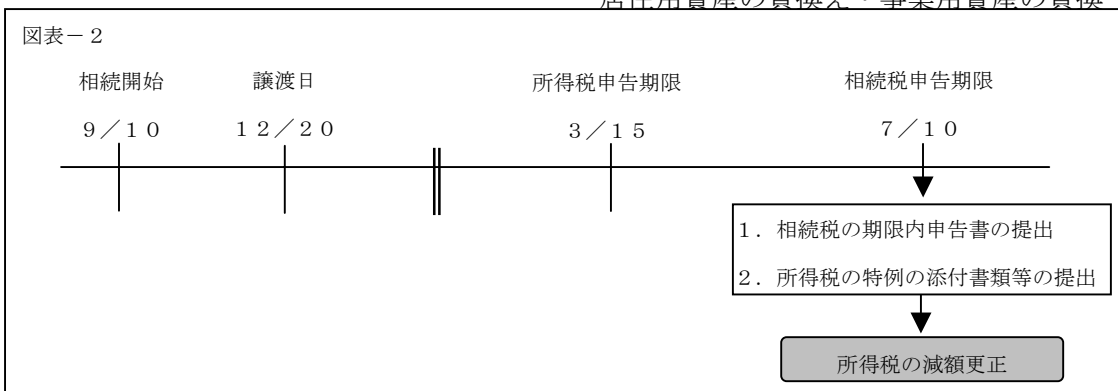 居住用資産の買換え・事業用資産の買換
図表－２
相続開始　譲渡日　所得税申告期限　相続税申告期限
９／１０　１２／２０　３／１５　７／１０
１．相続税の期限内申告書の提出
２．所得税の特例の添付書類等の提出
所得税の減額更正